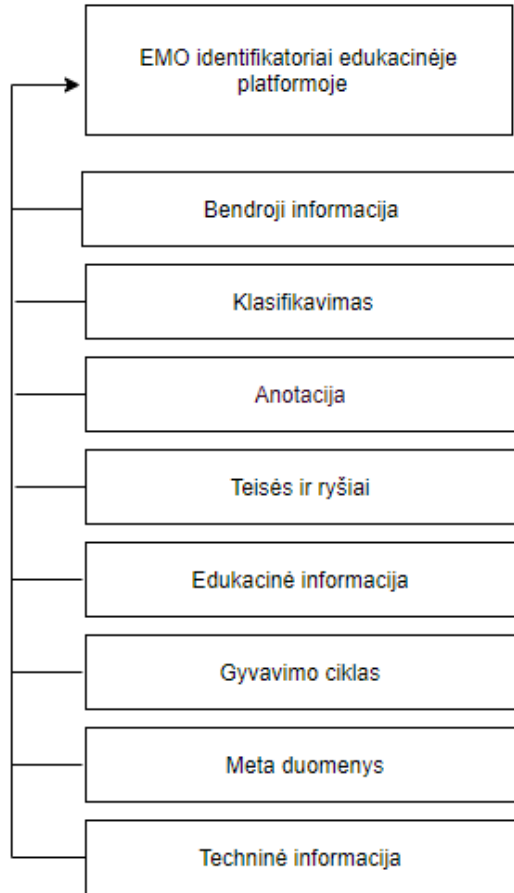 EMO identifikatoriai edukacinėje
platformoje
Bendroji informacija
Klasifikavimas
Anotacija
Teisės ir ryšiai
Edukacinė informacija
Gyvavimo ciklas
Meta duomenys
Techninė informacija